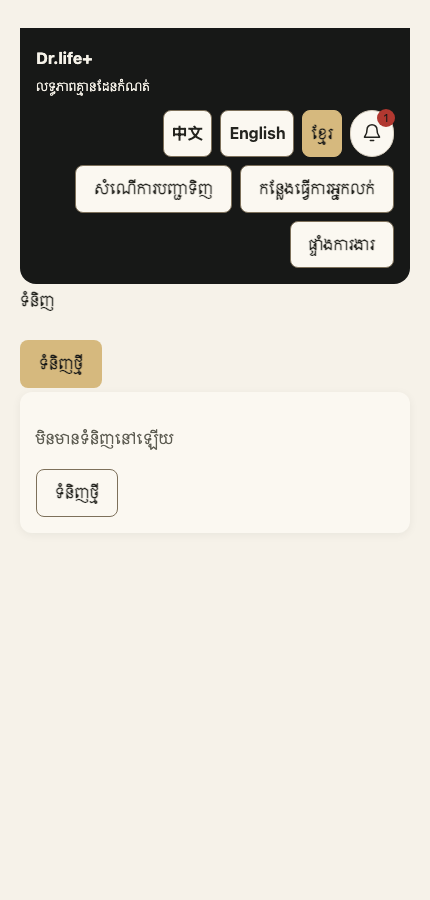 Dr.life+
លទ្ធភាពគ្មានដែនកំណត់
中文 English ខ្មែរ 1
សំណើការបញ្ជាទិញ កន្លែងធ្វើការអ្នកលក់
ផ្ទាំងការងារ
ទំនិញ
ទំនិញថ្មី
មិនមានទំនិញនៅឡើយ
ទំនិញថ្មី